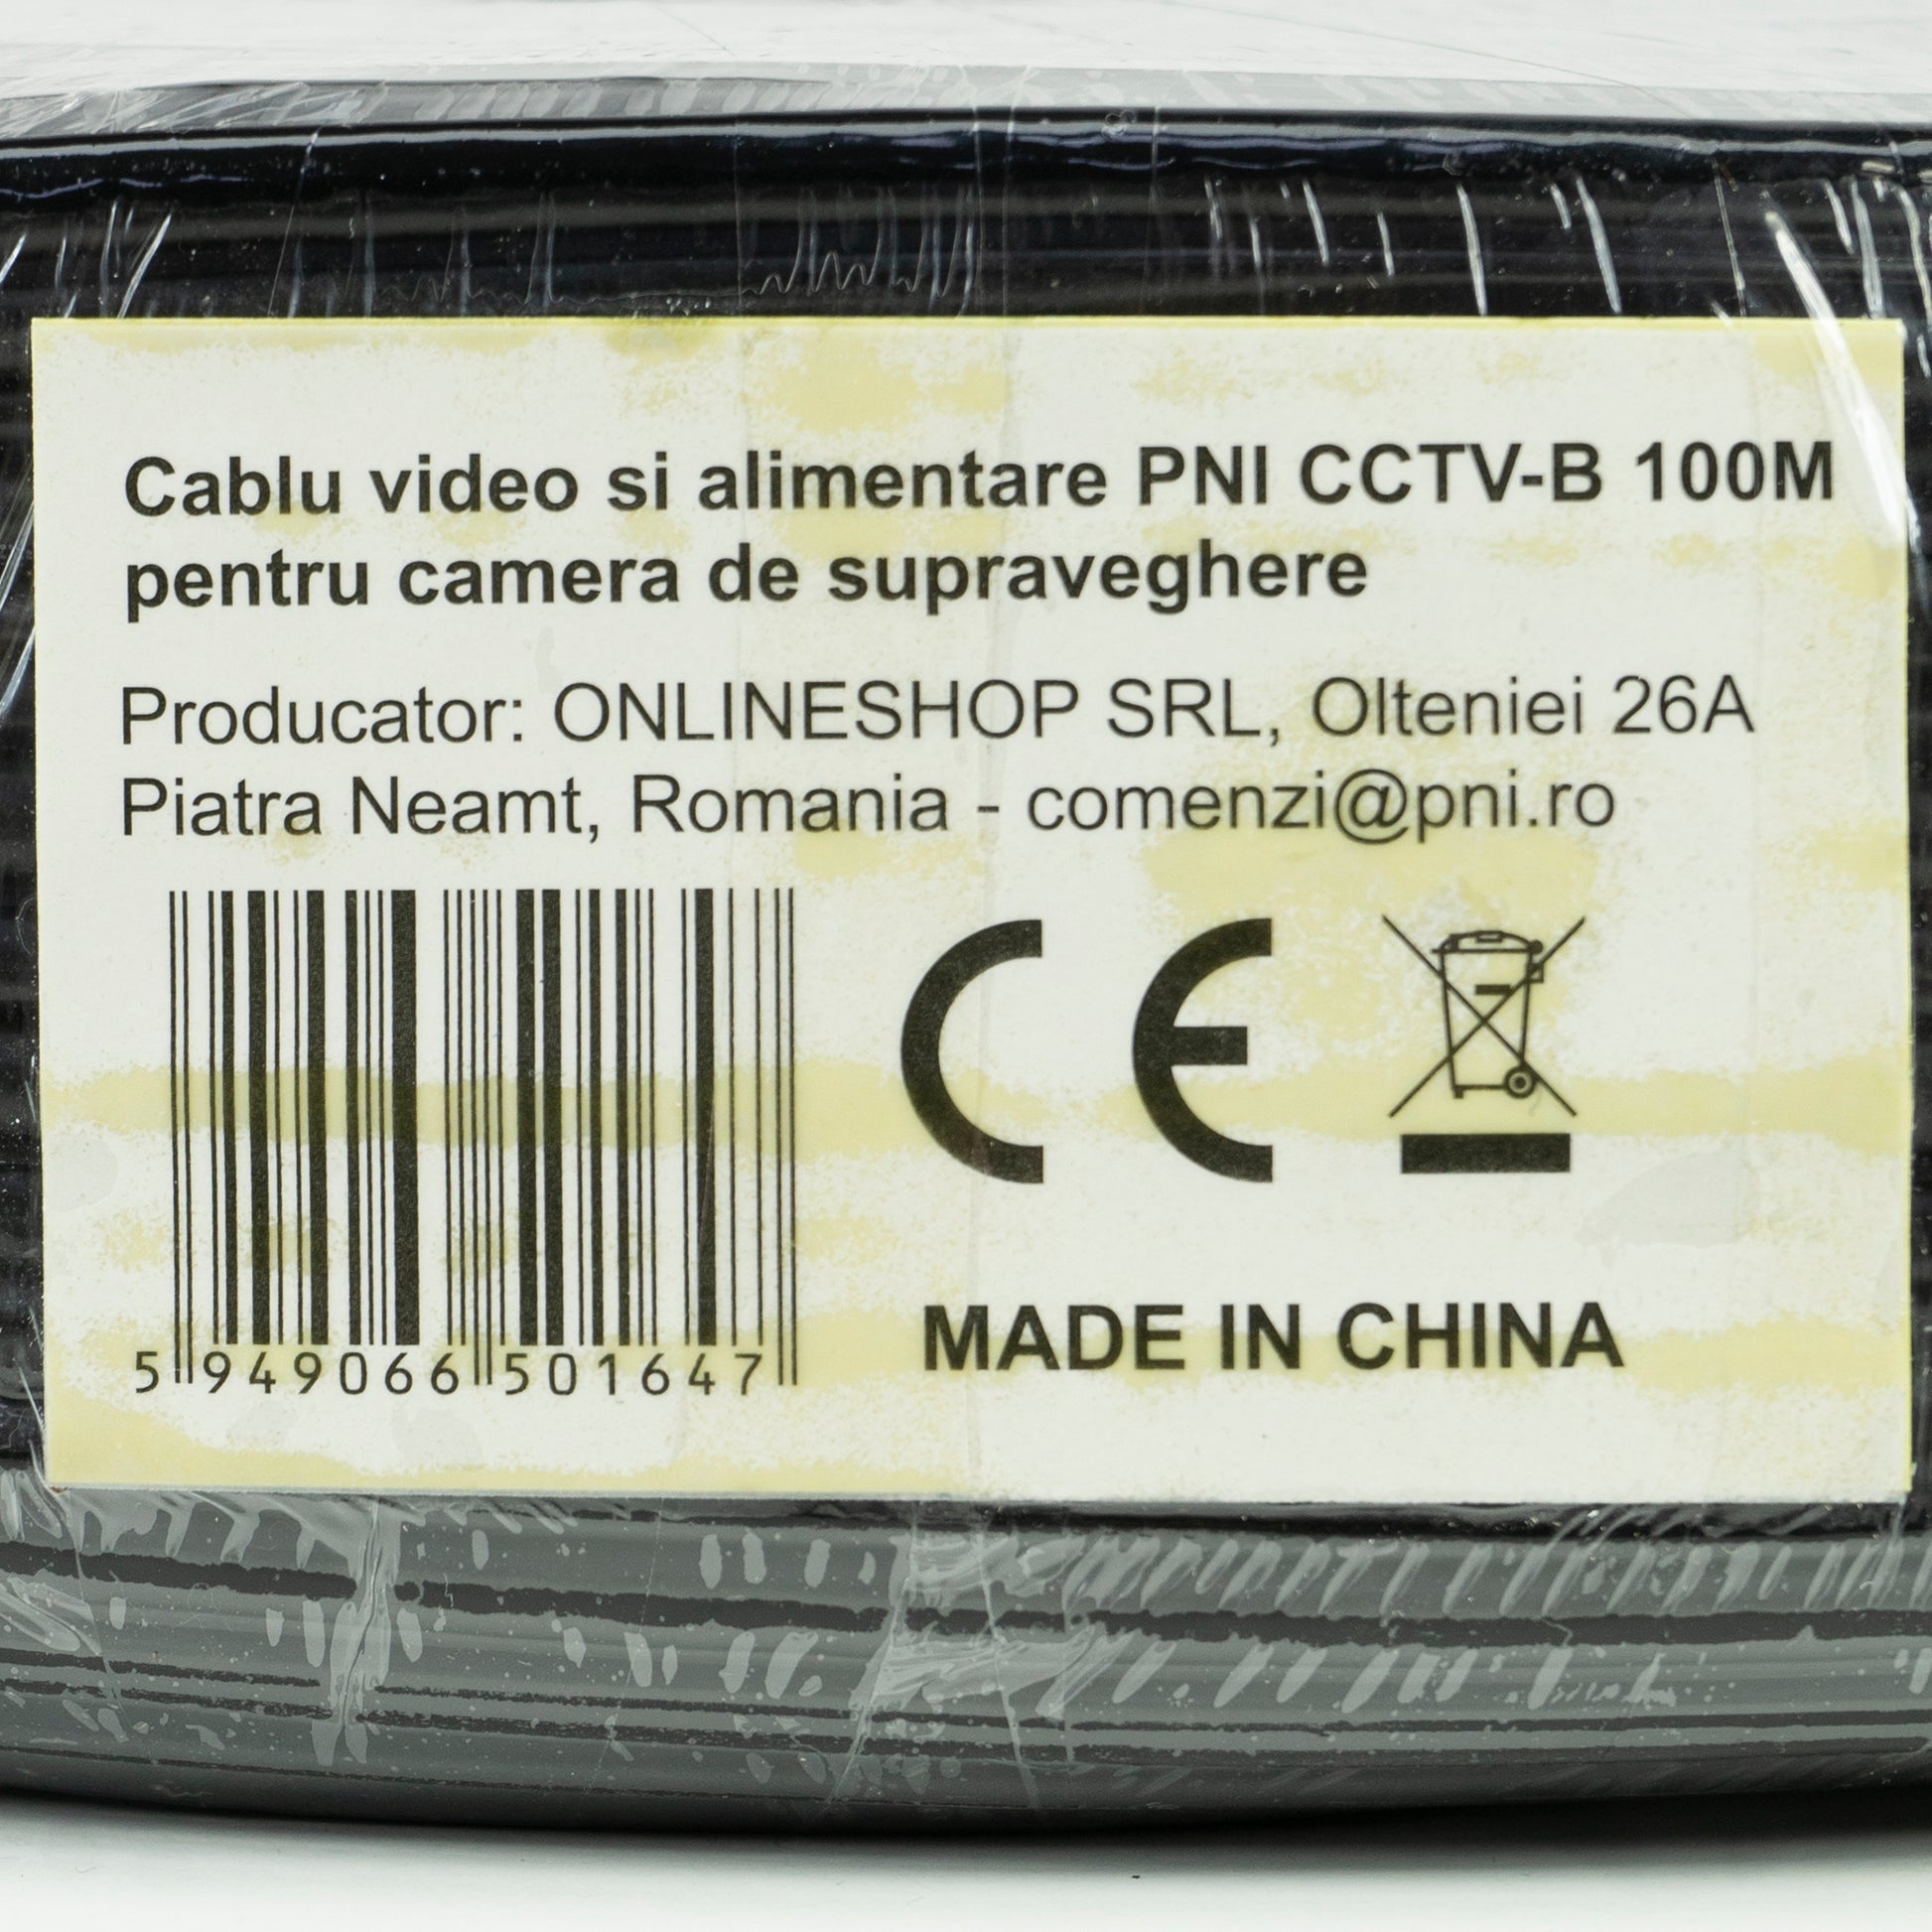 Cablu video si alimentare PNI CCTV-B 100M
pentru camera de supraveghere
Producator: ONLINESHOP SRL, Olteniei 26A
Piatra Neamt, Romania - comenzi@pni.ro
CE
5 949066 501647
MADE IN CHINA